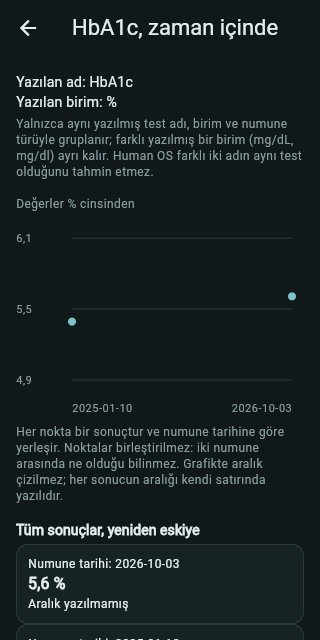 HbA1c, zaman içinde
Yazılan ad: HbA1c
Yazılan birim: %
Yalnızca aynı yazılmış test adı, birim ve numune
türüyle gruplanır; farklı yazılmış bir birim (mg/dL,
mg/dl) ayrı kalır. Human OS farklı iki adın aynı test
olduğunu tahmin etmez.
Değerler % cinsinden
6,1
5,5
4,9
2025-01-10 2026-10-03
Her nokta bir sonuçtur ve numune tarihine göre
yerleşir. Noktalar birleştirilmez: iki numune
arasında ne olduğu bilinmez. Grafikte aralık
çizilmez; her sonucun aralığı kendi satırında
yazılıdır.
Tüm sonuçlar, yeniden eskiye
Numune tarihi: 2026-10-03
5,6 %
Aralık yazılmamış